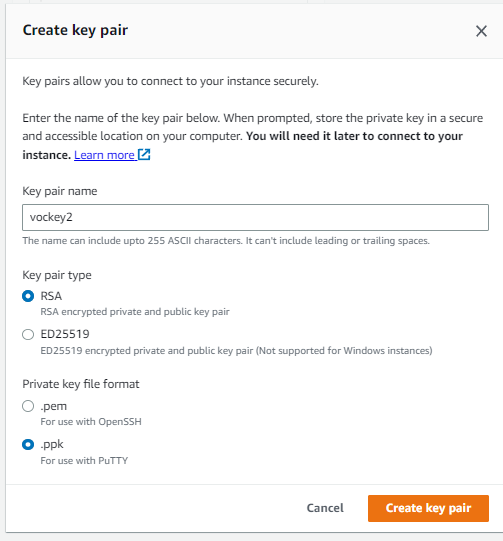 Create key pair
Key pairs allow you to connect to your instance securely.
Enter the name of the key pair below. When prompted, store the private key in a secure
and accessible location on your computer. You will need it later to connect to your
instance. Learn more
Key pair name
vockey2
The name can include upto 255 ASCII characters. It can't include leading or trailing spaces.
Key pair type
RSA
RSA encrypted private and public key pair
ED25519
ED25519 encrypted private and public key pair (Not supported for Windows instances)
Private key file format
.pem
For use with OpenSSH
.ppk
For use with PuTTY
Cancel
Create key pair